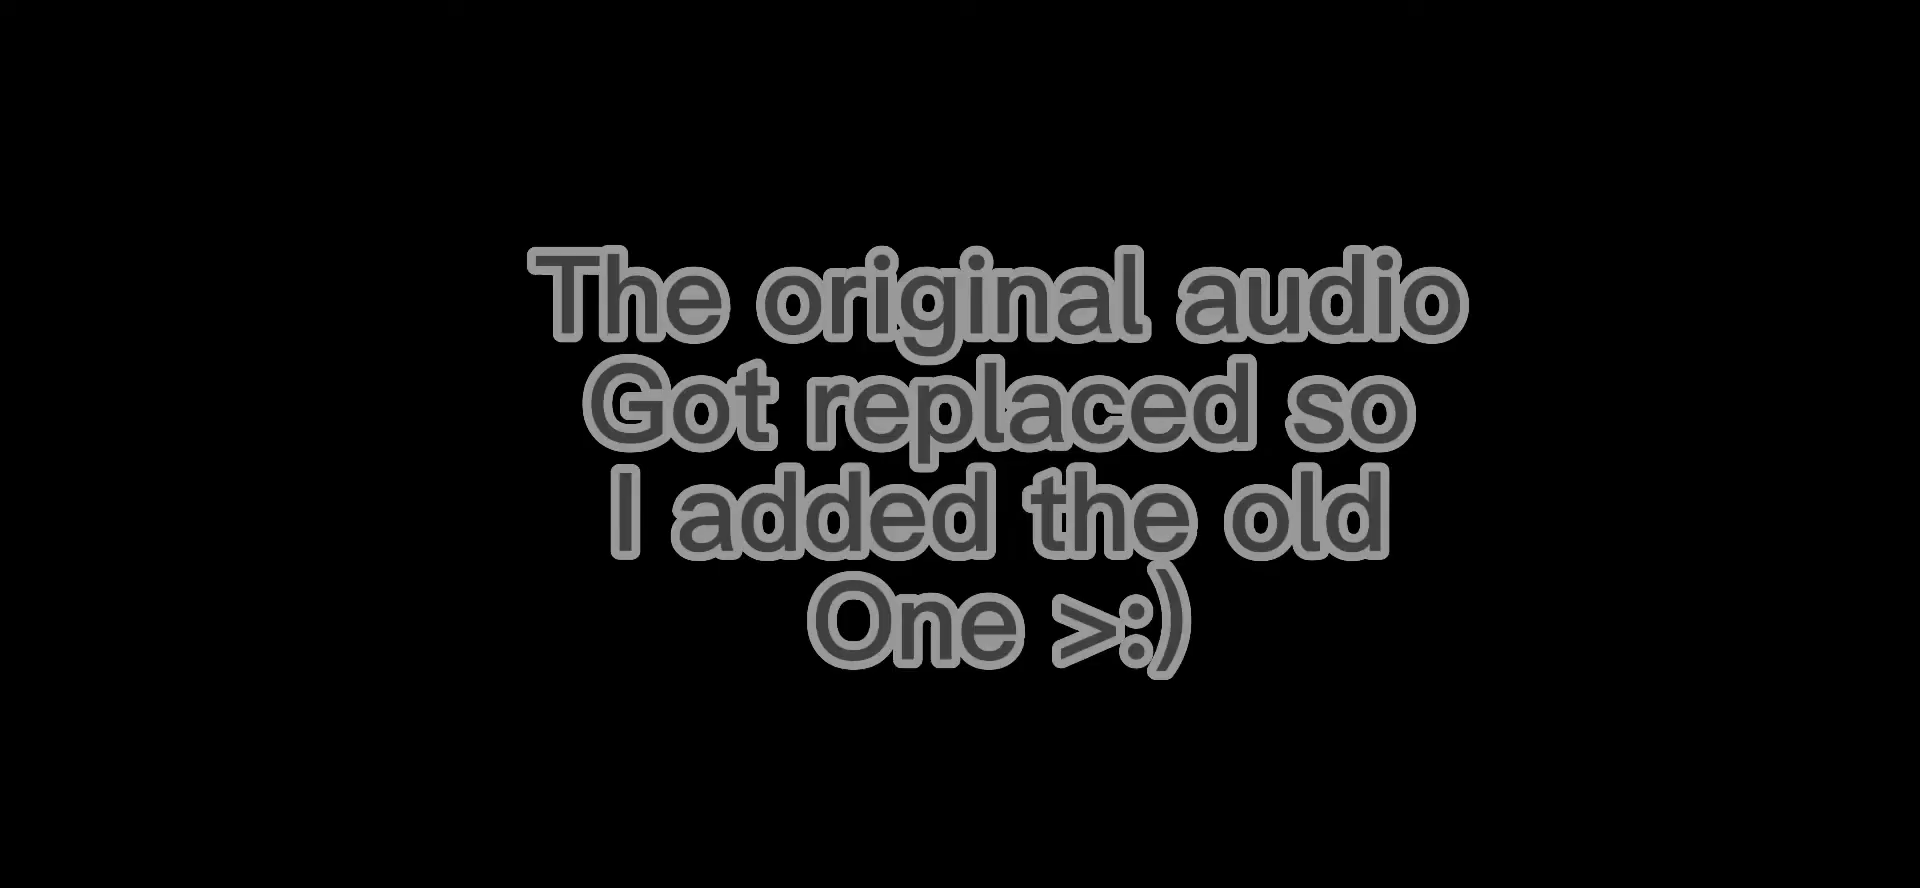 The original audio
Got replaced so
I added the old
One >:)